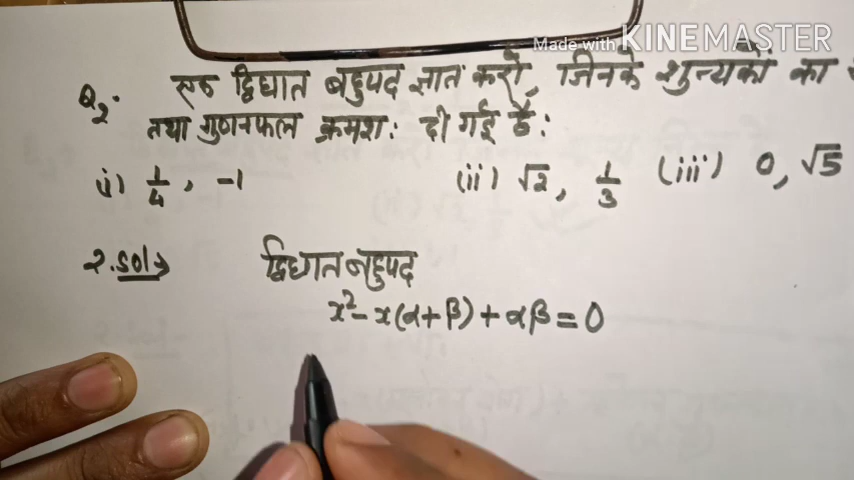 Made with KINEMASTER
Q2. एक द्विघात बहुपद ज्ञात करो, जिनके शुन्यकों का
तथा गुणनफल क्रमश: दी गई है:
(i) 1/4, -1 (ii) √2, 1/3 (iii) 0, √5
2. Sol→ द्विघात बहुपद
x² - x(α+β) + αβ = 0